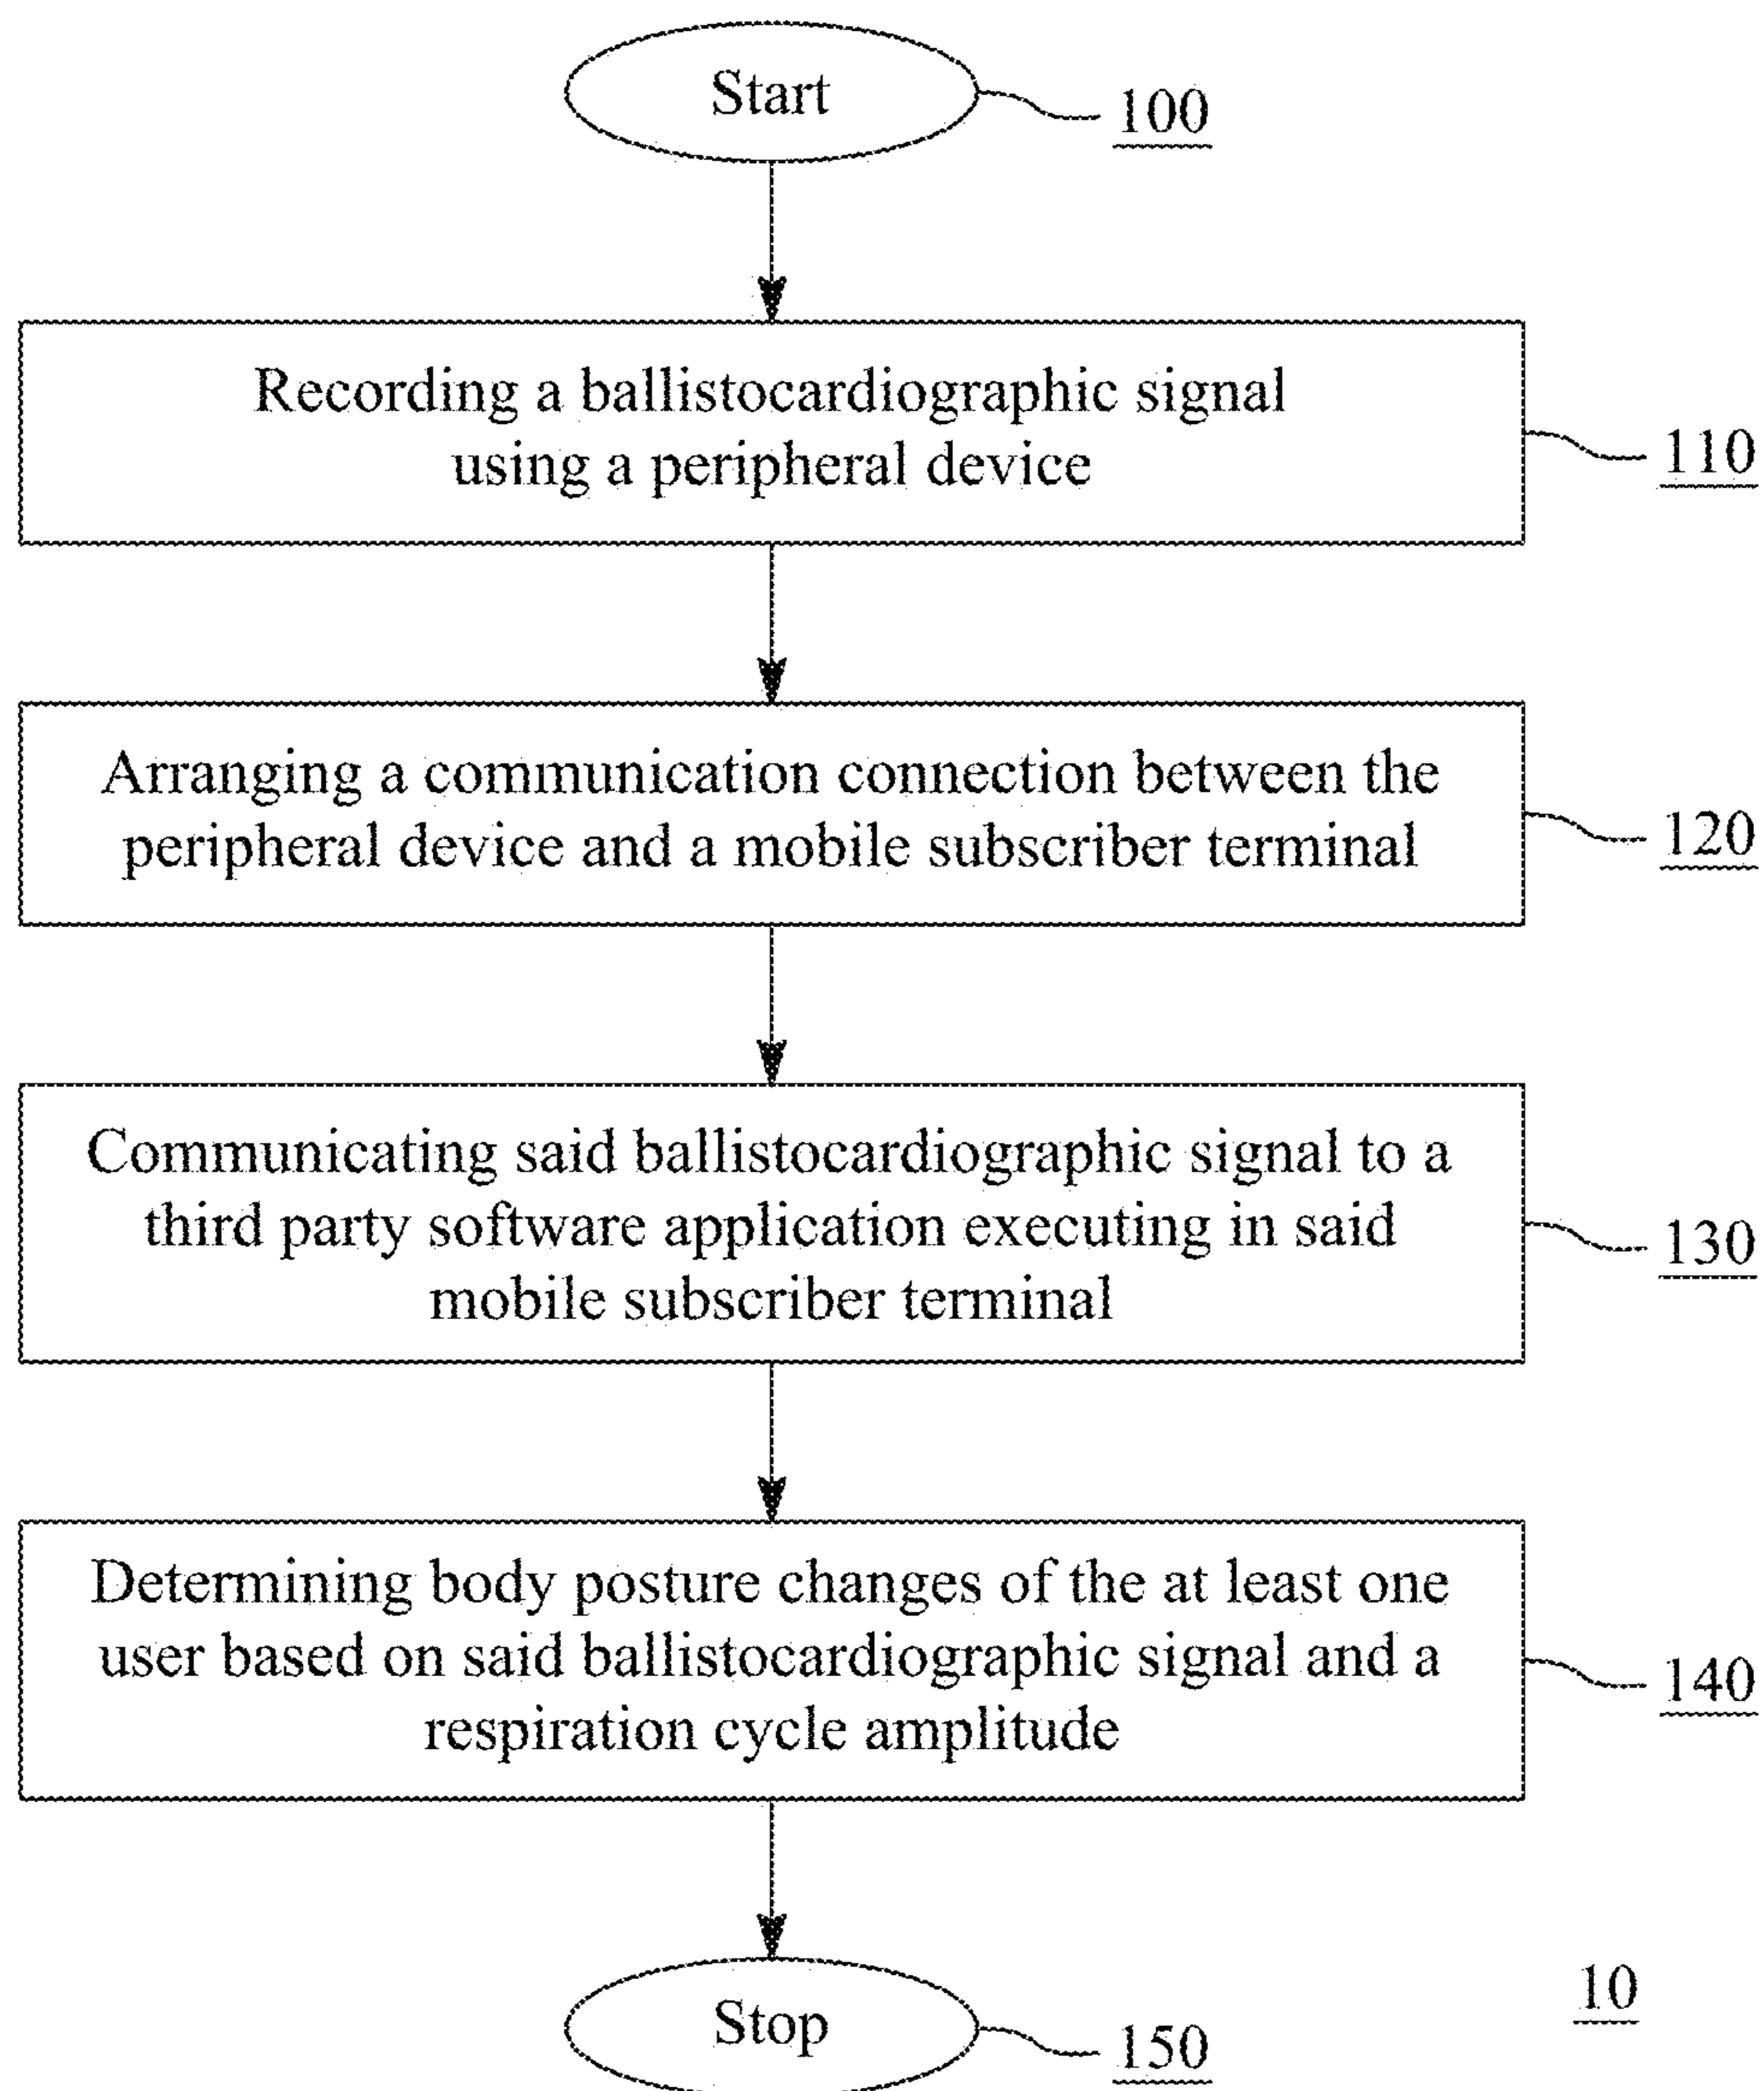 Start
100
Recording a ballistocardiographic signal
using a peripheral device
110
Arranging a communication connection between the
peripheral device and a mobile subscriber terminal
120
Communicating said ballistocardiographic signal to a
third party software application executing in said
mobile subscriber terminal
130
Determining body posture changes of the at least one
user based on said ballistocardiographic signal and a
respiration cycle amplitude
140
Stop
150
10